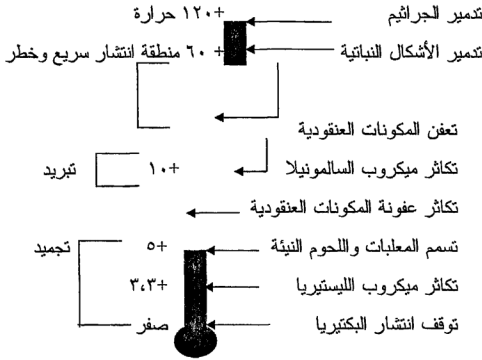 تدمير الجراثيم +١٢٠ حرارة
تدمير الأشكال النباتية + ٦٠ منطقة انتشار سريع وخطر
تعفن المكونات العنقودية
تكاثر ميكروب السالمونيلا +١٠ تبريد
تكاثر عفونة المكونات العنقودية
تسمم المعلبات واللحوم النيئة +٥ تجميد
تكاثر ميكروب الليستيريا +٣،٣
توقف انتشار البكتيريا صفر